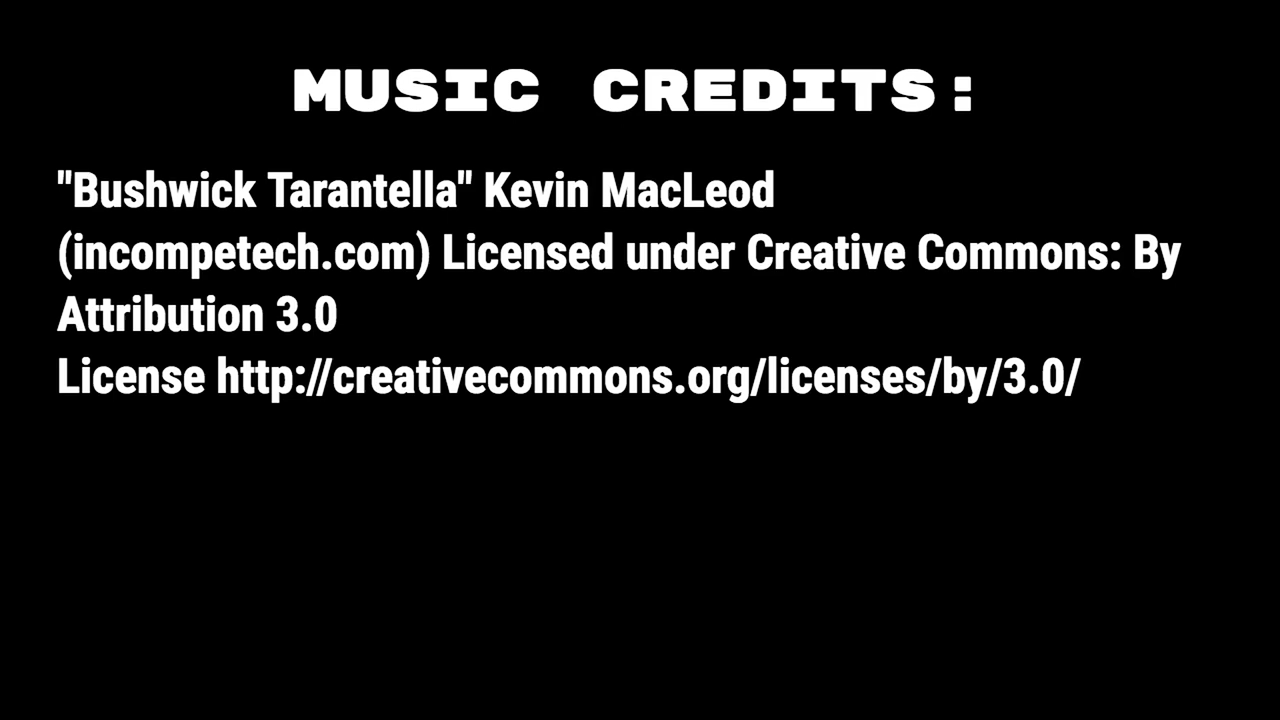 MUSIC CREDITS:
"Bushwick Tarantella" Kevin MacLeod
(incompetech.com) Licensed under Creative Commons: By
Attribution 3.0
License http://creativecommons.org/licenses/by/3.0/